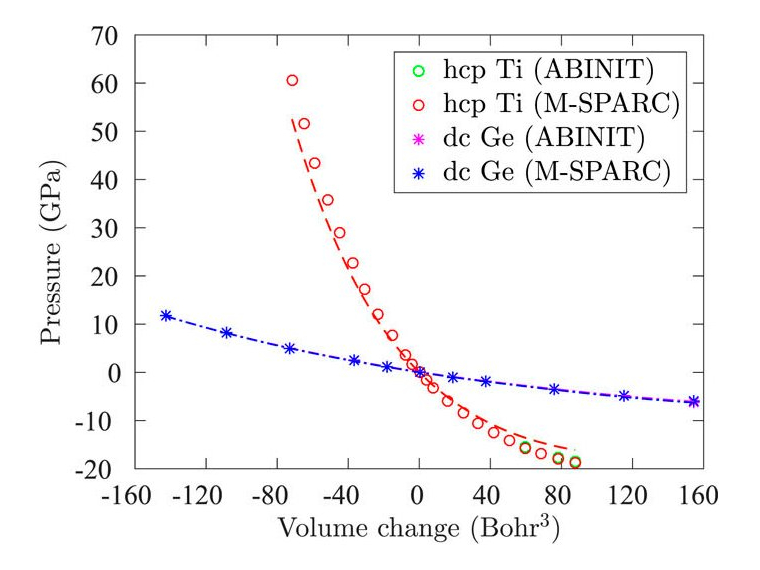 70
60
50
40
30
20
10
0
-10
-20
Pressure (GPa)
hcp Ti (ABINIT)
hcp Ti (M-SPARC)
dc Ge (ABINIT)
dc Ge (M-SPARC)
-160 -120 -80 -40 0 40 80 120 160
Volume change (Bohr³)